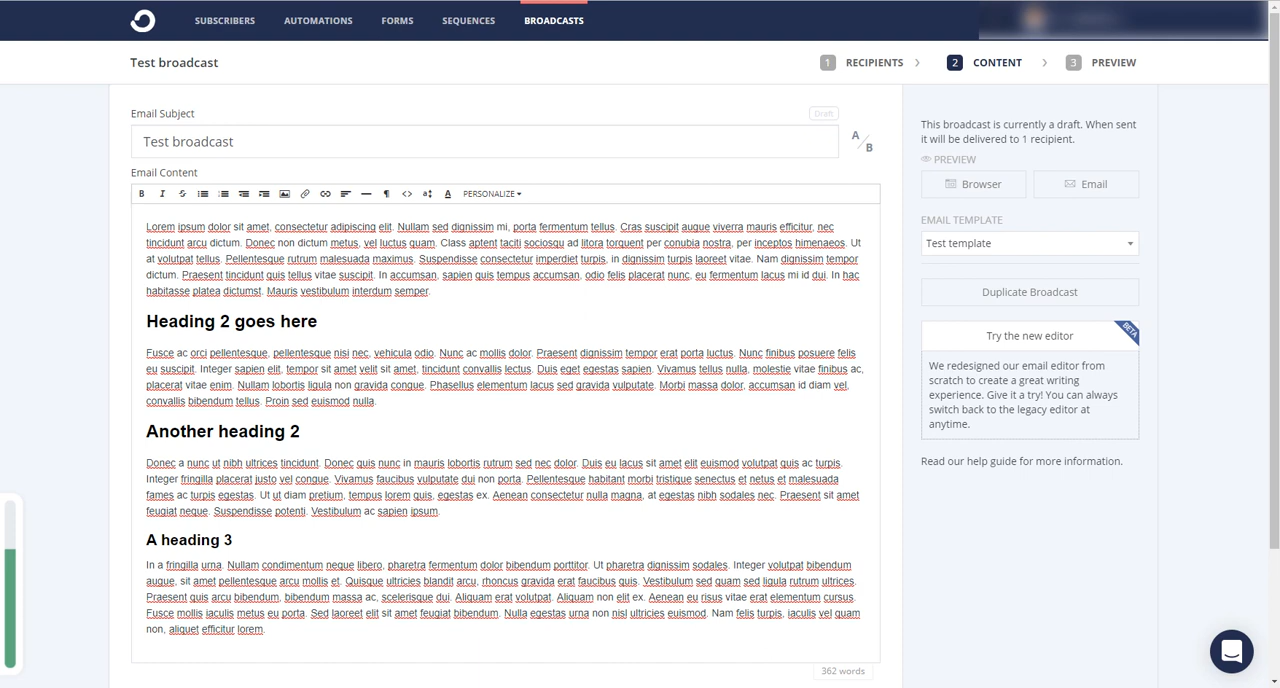 SUBSCRIBERS AUTOMATIONS FORMS SEQUENCES BROADCASTS
Test broadcast
1 RECIPIENTS 2 CONTENT 3 PREVIEW
Email Subject
Draft
Test broadcast
A/B
Email Content
B I S PERSONALIZE
Lorem ipsum dolor sit amet, consectetur adipiscing elit. Nullam sed dignissim mi, porta fermentum tellus. Cras suscipit augue viverra mauris efficitur, nec
tincidunt arcu dictum. Donec non dictum metus, vel luctus quam. Class aptent taciti sociosqu ad litora torquent per conubia nostra, per inceptos himenaeos. Ut
at volutpat tellus. Pellentesque rutrum malesuada maximus. Suspendisse consectetur imperdiet turpis, in dignissim turpis laoreet vitae. Nam dignissim tempor
dictum. Praesent tincidunt quis tellus vitae suscipit. In accumsan, sapien quis tempus accumsan, odio felis placerat nunc, eu fermentum lacus mi id dui. In hac
habitasse platea dictumst. Mauris vestibulum interdum semper.
Heading 2 goes here
Fusce ac orci pellentesque, pellentesque nisi nec, vehicula odio. Nunc ac mollis dolor. Praesent dignissim tempor erat porta luctus. Nunc finibus posuere felis
eu suscipit. Integer sapien elit, tempor sit amet velit sit amet, tincidunt convallis lectus. Duis eget egestas sapien. Vivamus tellus nulla, molestie vitae finibus ac,
placerat vitae enim. Nullam lobortis ligula non gravida congue. Phasellus elementum lacus sed gravida vulputate. Morbi massa dolor, accumsan id diam vel,
convallis bibendum tellus. Proin sed euismod nulla.
Another heading 2
Donec a nunc ut nibh ultrices tincidunt. Donec quis nunc in mauris lobortis rutrum sed nec dolor. Duis eu lacus sit amet elit euismod volutpat quis ac turpis.
Integer fringilla placerat justo vel congue. Vivamus faucibus vulputate dui non porta. Pellentesque habitant morbi tristique senectus et netus et malesuada
fames ac turpis egestas. Ut ut diam pretium, tempus lorem quis, egestas ex. Aenean consectetur nulla magna, at egestas nibh sodales nec. Praesent sit amet
feugiat neque. Suspendisse potenti. Vestibulum ac sapien ipsum.
A heading 3
In a fringilla urna. Nullam condimentum neque libero, pharetra fermentum dolor bibendum porttitor. Ut pharetra dignissim sodales. Integer volutpat bibendum
augue, sit amet pellentesque arcu mollis et. Quisque ultricies blandit arcu, rhoncus gravida erat faucibus quis. Vestibulum sed quam sed ligula rutrum ultrices.
Praesent quis arcu bibendum, bibendum massa ac, scelerisque dui. Aliquam erat volutpat. Aliquam non elit ex. Aenean eu risus vitae erat elementum cursus.
Fusce mollis iaculis metus eu porta. Sed laoreet elit sit amet feugiat bibendum. Nulla egestas urna non nisl ultricies euismod. Nam felis turpis, iaculis vel quam
non, aliquet efficitur lorem.
362 words
This broadcast is currently a draft. When sent
it will be delivered to 1 recipient.
PREVIEW
Browser Email
EMAIL TEMPLATE
Test template
Duplicate Broadcast
Try the new editor
BETA
We redesigned our email editor from
scratch to create a great writing
experience. Give it a try! You can always
switch back to the legacy editor at
anytime.
Read our help guide for more information.